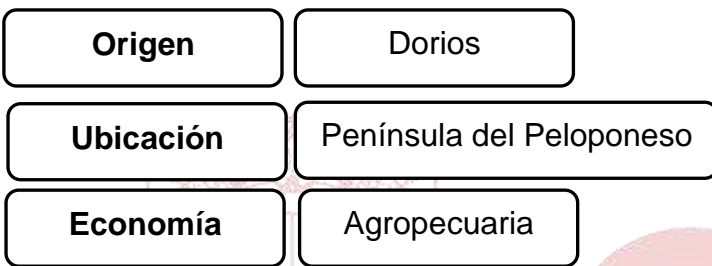 Origen Dorios
Ubicación Península del Peloponeso
Economía Agropecuaria